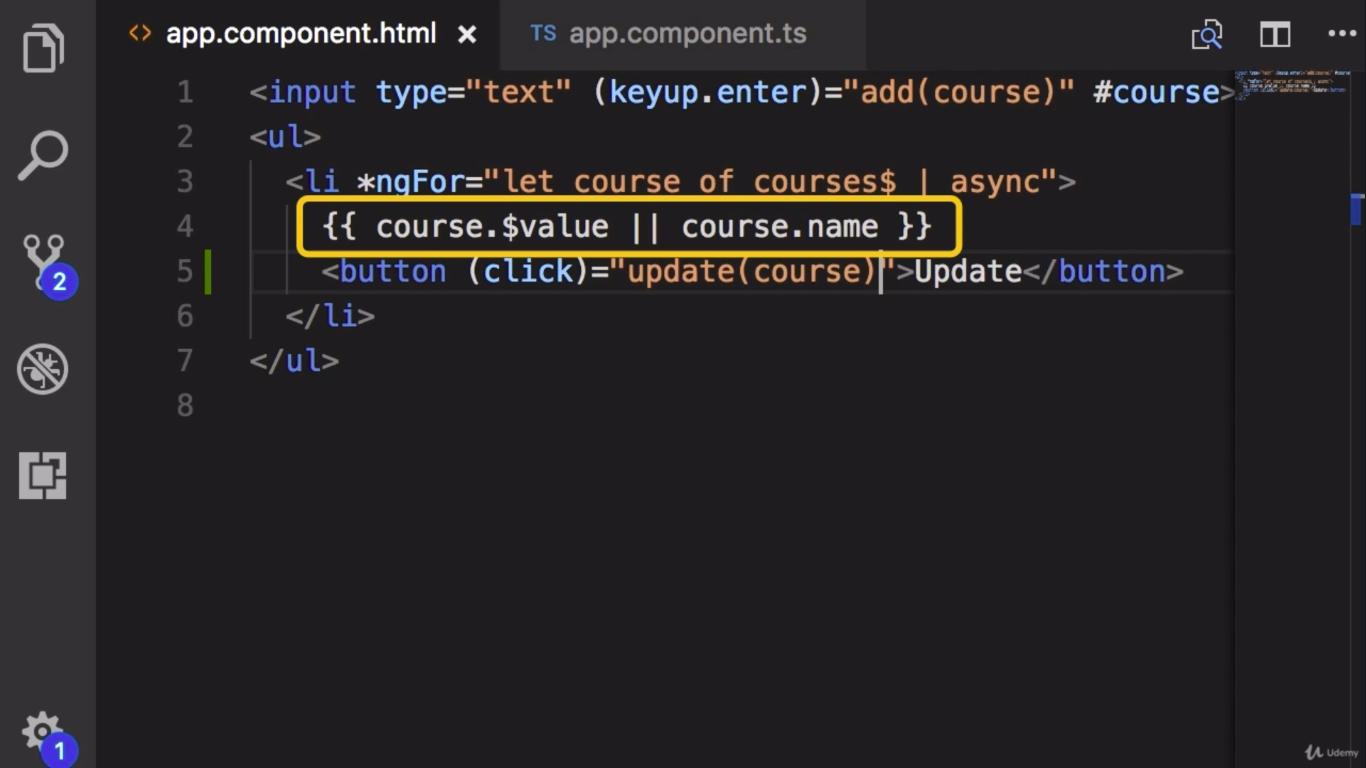 app.component.html
TS app.component.ts
1 <input type="text" (keyup.enter)="add(course)" #course>
2 <ul>
3 <li *ngFor="let course of courses$ | async">
4 {{ course.$value || course.name }}
5 <button (click)="update(course)">Update</button>
6 </li>
7 </ul>
8
2
1
Udemy